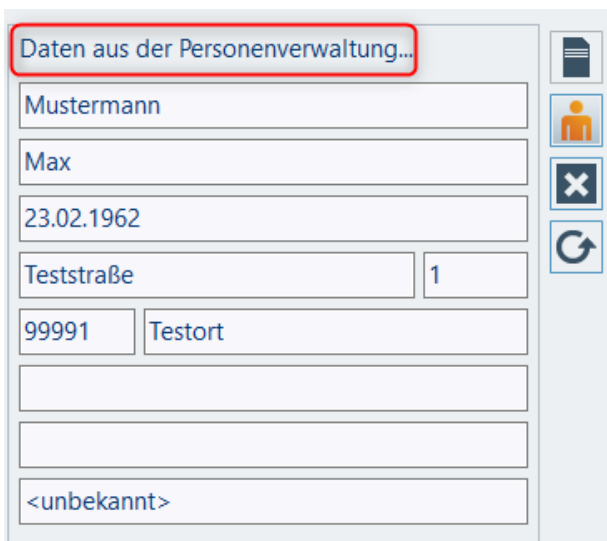 Daten aus der Personenverwaltung...
Mustermann
Max
23.02.1962
Teststraße 1
99991 Testort
<unbekannt>